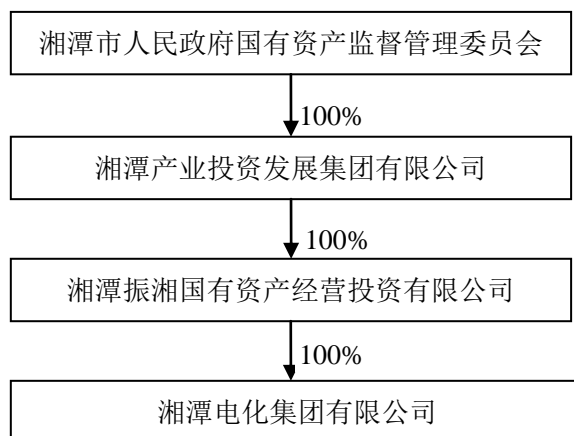 湘潭市人民政府国有资产监督管理委员会
100%
湘潭产业投资发展集团有限公司
100%
湘潭振湘国有资产经营投资有限公司
100%
湘潭电化集团有限公司